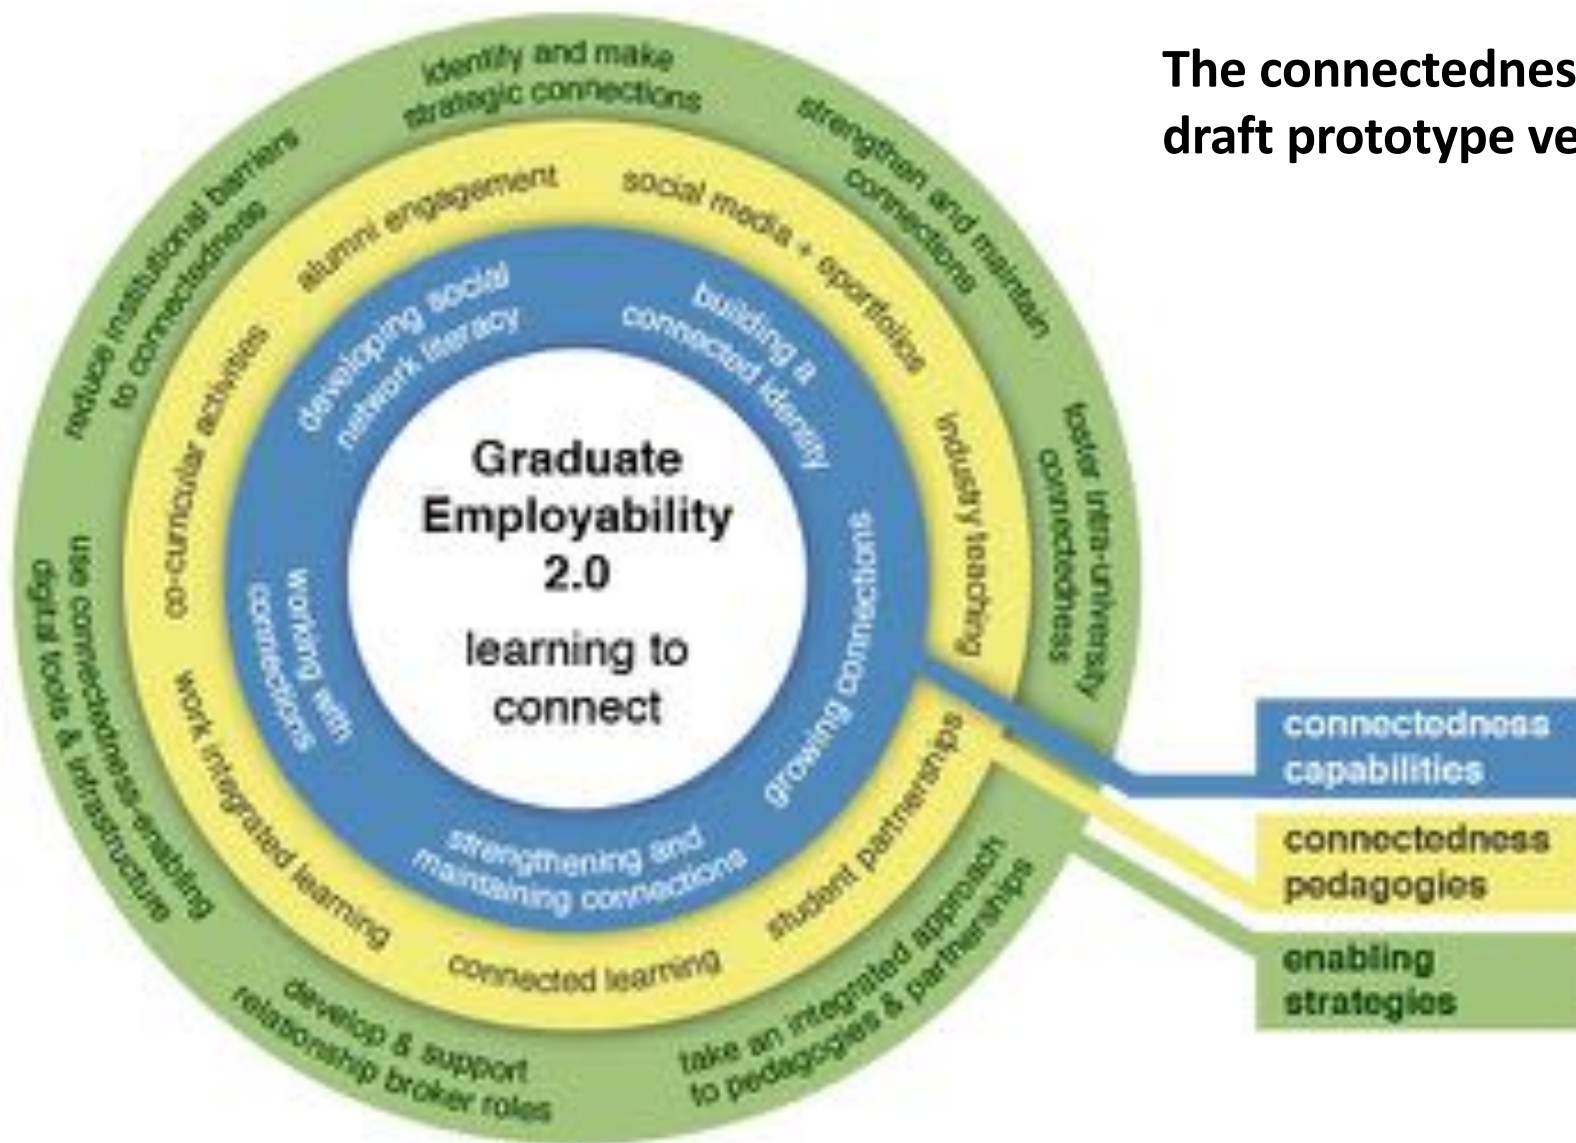 The connectednes
draft prototype ve
identify and make
strategic connections
strengthen and maintain
connections
foster intra-university
connectedness
take an integrated approach
to pedagogies & partnerships
develop & support
relationship broker roles
use connectedness-enabling
digital tools & infrastructure
reduce institutional barriers
to connectedness
alumni engagement
social media + eportfolios
industry teaching
student partnerships
connected learning
work integrated learning
co-curricular activities
developing social
network literacy
building a
connected identity
growing connections
strengthening and
maintaining connections
working with
connections
Graduate
Employability
2.0
learning to
connect
connectedness
capabilities
connectedness
pedagogies
enabling
strategies